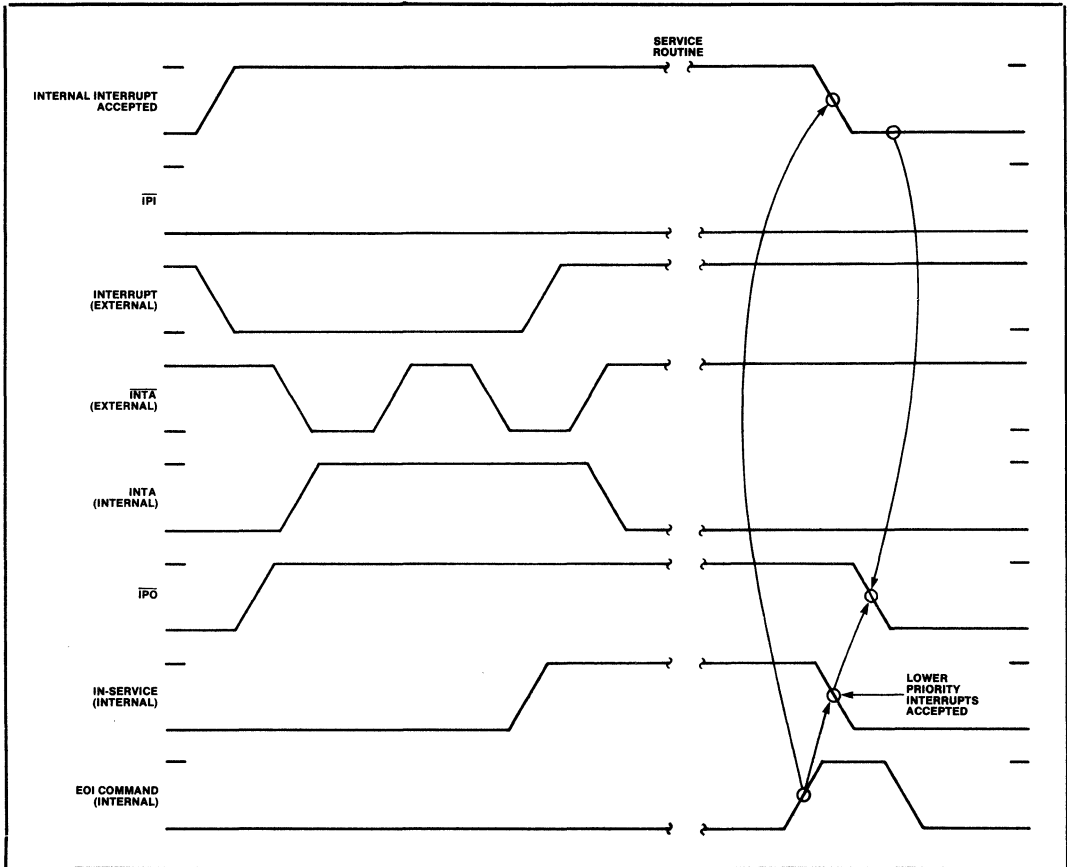 SERVICE
ROUTINE
INTERNAL INTERRUPT
ACCEPTED
IPI
INTERRUPT
(EXTERNAL)
INTA
(EXTERNAL)
INTA
(INTERNAL)
IPO
IN-SERVICE
(INTERNAL)
LOWER
PRIORITY
INTERRUPTS
ACCEPTED
EOI COMMAND
(INTERNAL)